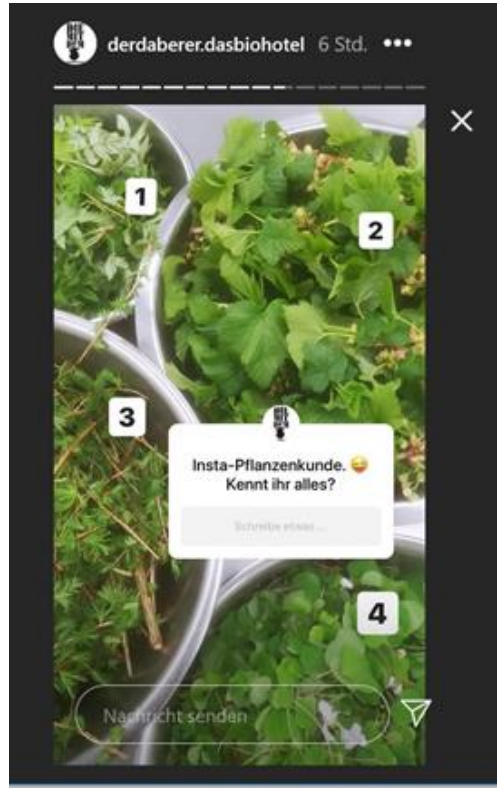 derdaberer.dasbiohotel 6 Std.
1
2
3
Insta-Pflanzenkunde.
Kennt ihr alles?
Schreibe etwas ...
4
Nachricht senden